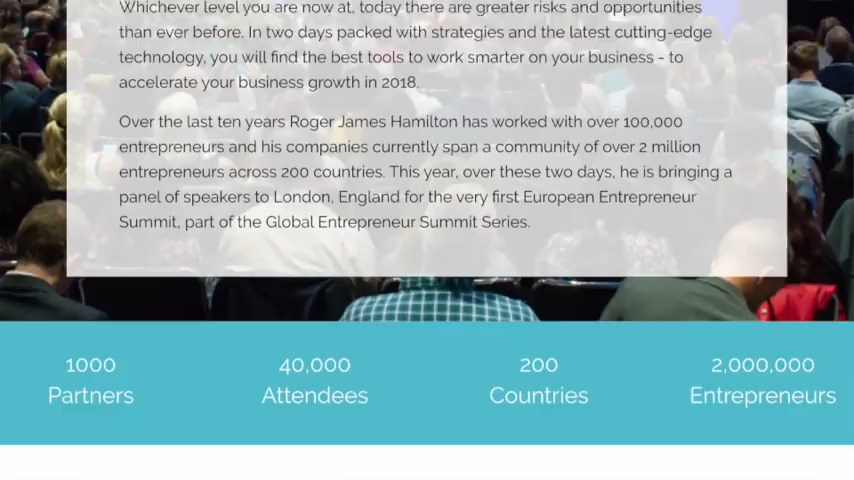 Whichever level you are now at, today there are greater risks and opportunities
than ever before. In two days packed with strategies and the latest cutting-edge
technology, you will find the best tools to work smarter on your business - to
accelerate your business growth in 2018.
Over the last ten years Roger James Hamilton has worked with over 100,000
entrepreneurs and his companies currently span a community of over 2 million
entrepreneurs across 200 countries. This year, over these two days, he is bringing a
panel of speakers to London, England for the very first European Entrepreneur
Summit, part of the Global Entrepreneur Summit Series.
1000 40,000 200 2,000,000
Partners Attendees Countries Entrepreneurs